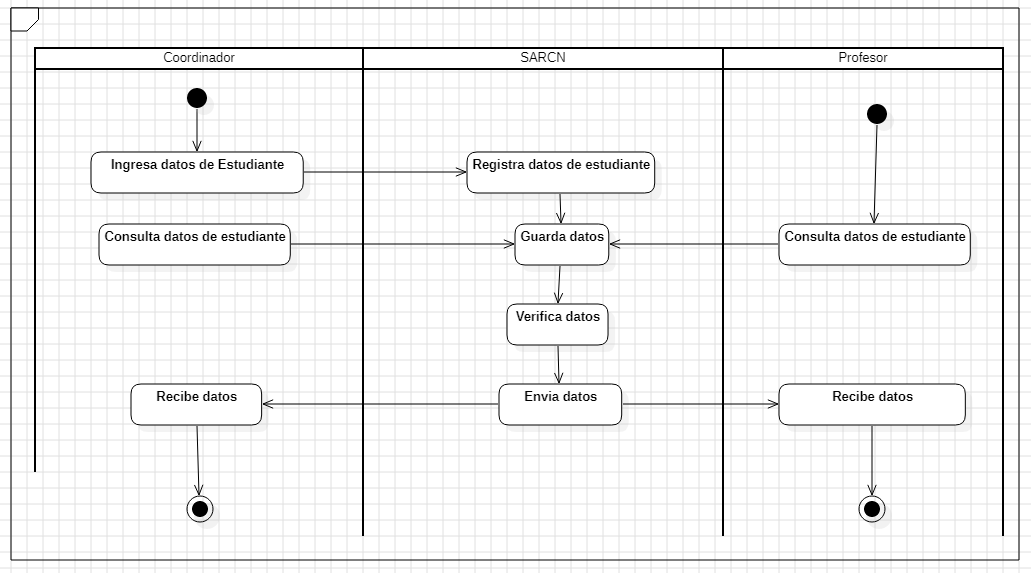 Coordinador
SARCN
Profesor
Ingresa datos de Estudiante
Registra datos de estudiante
Consulta datos de estudiante
Guarda datos
Consulta datos de estudiante
Verifica datos
Recibe datos
Envia datos
Recibe datos